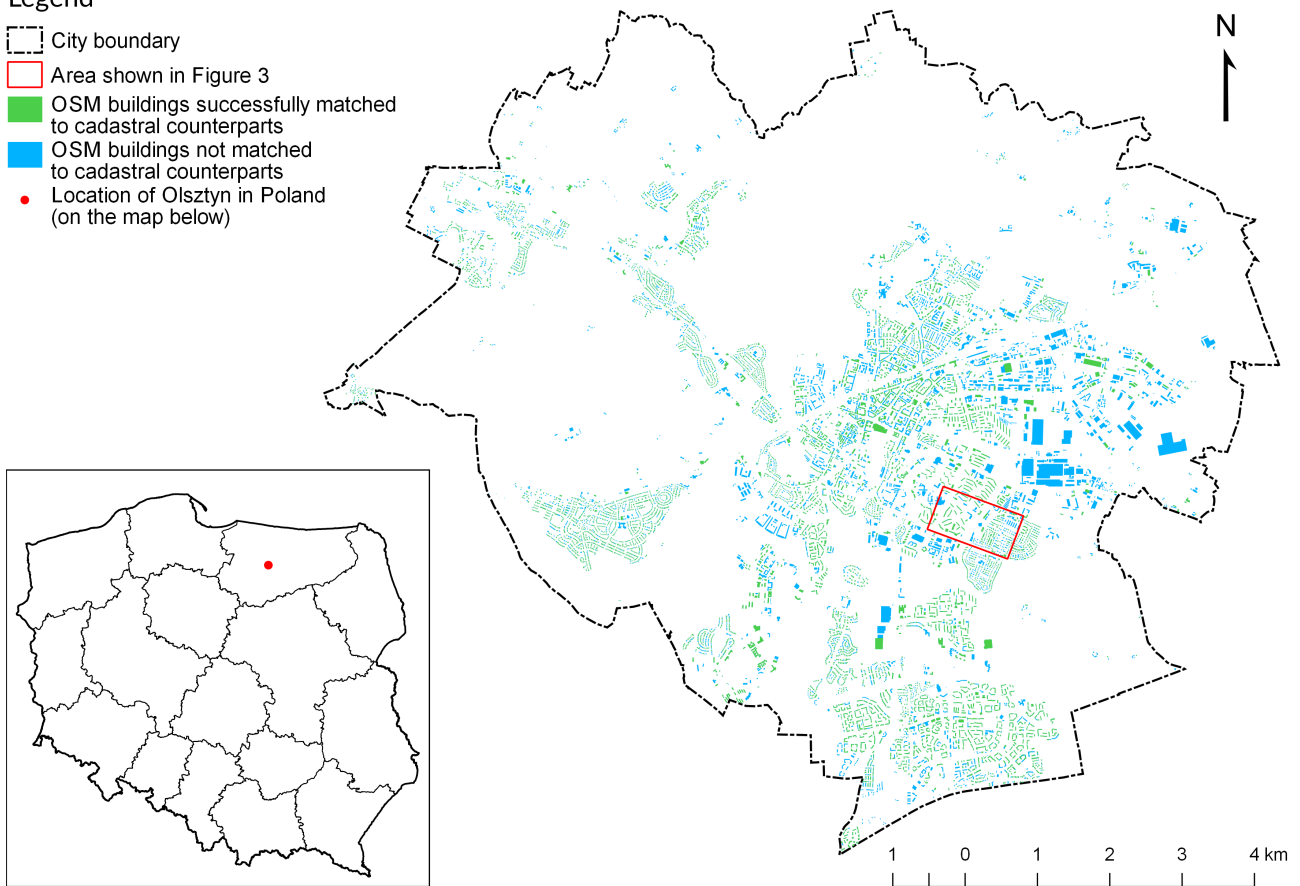 Legend
City boundary
Area shown in Figure 3
OSM buildings successfully matched
to cadastral counterparts
OSM buildings not matched
to cadastral counterparts
Location of Olsztyn in Poland
(on the map below)
N
1 0 1 2 3 4 km